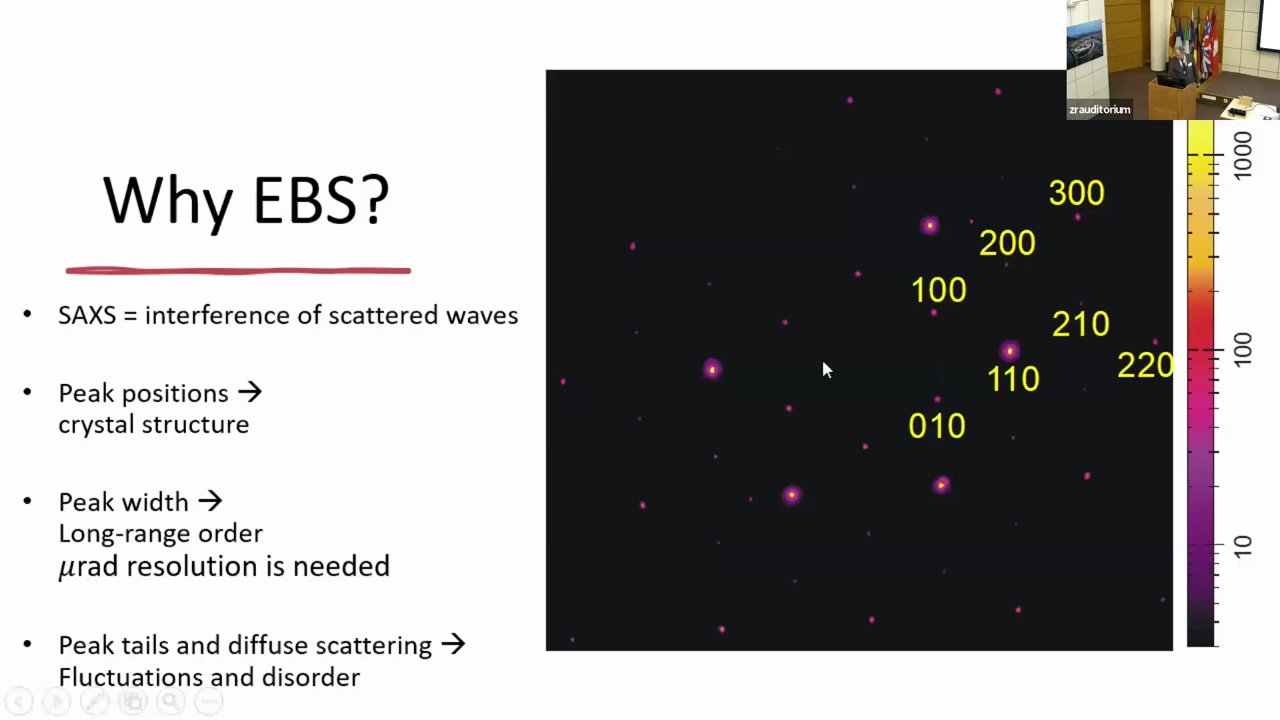 Why EBS?
• SAXS = interference of scattered waves
• Peak positions →
crystal structure
• Peak width →
Long-range order
μrad resolution is needed
• Peak tails and diffuse scattering →
Fluctuations and disorder
300
200
100
210
220
110
010
1000
100
10
zrauditorium